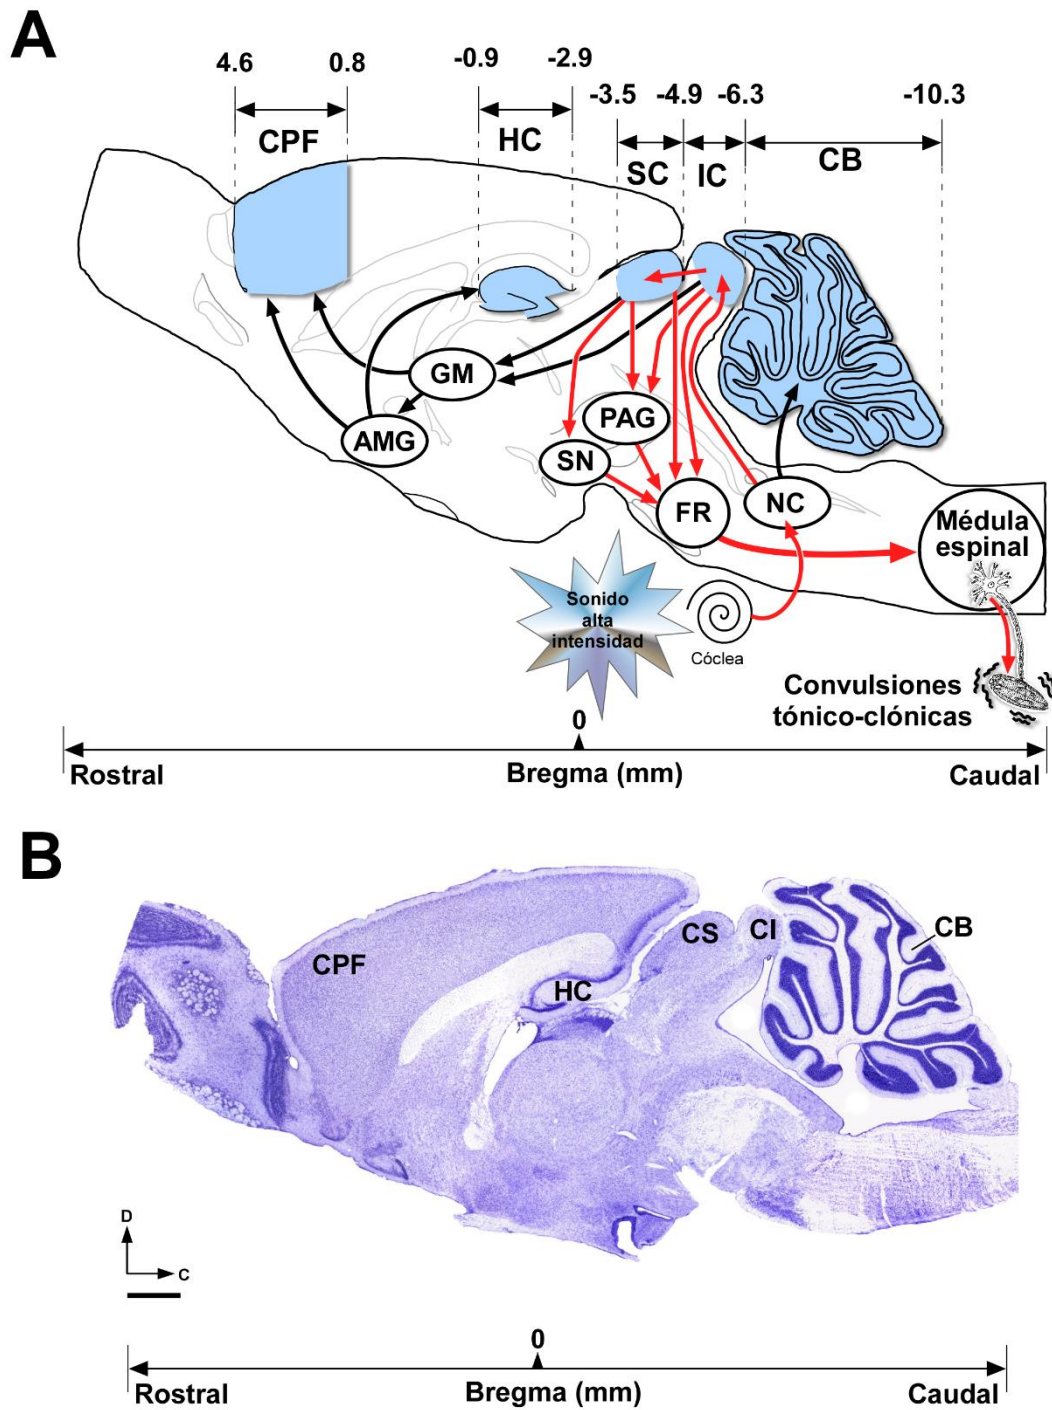 A
4.6 0.8 -0.9 -2.9
-3.5 -4.9 -6.3 -10.3
CPF HC SC IC CB
GM
AMG
PAG
SN
FR
NC
Médula
espinal
Sonido
alta
intensidad
Cóclea
Convulsiones
tónico-clónicas
0
Rostral Bregma (mm) Caudal
B
CPF
HC
CS
CI
CB
D
C
0
Rostral Bregma (mm) Caudal